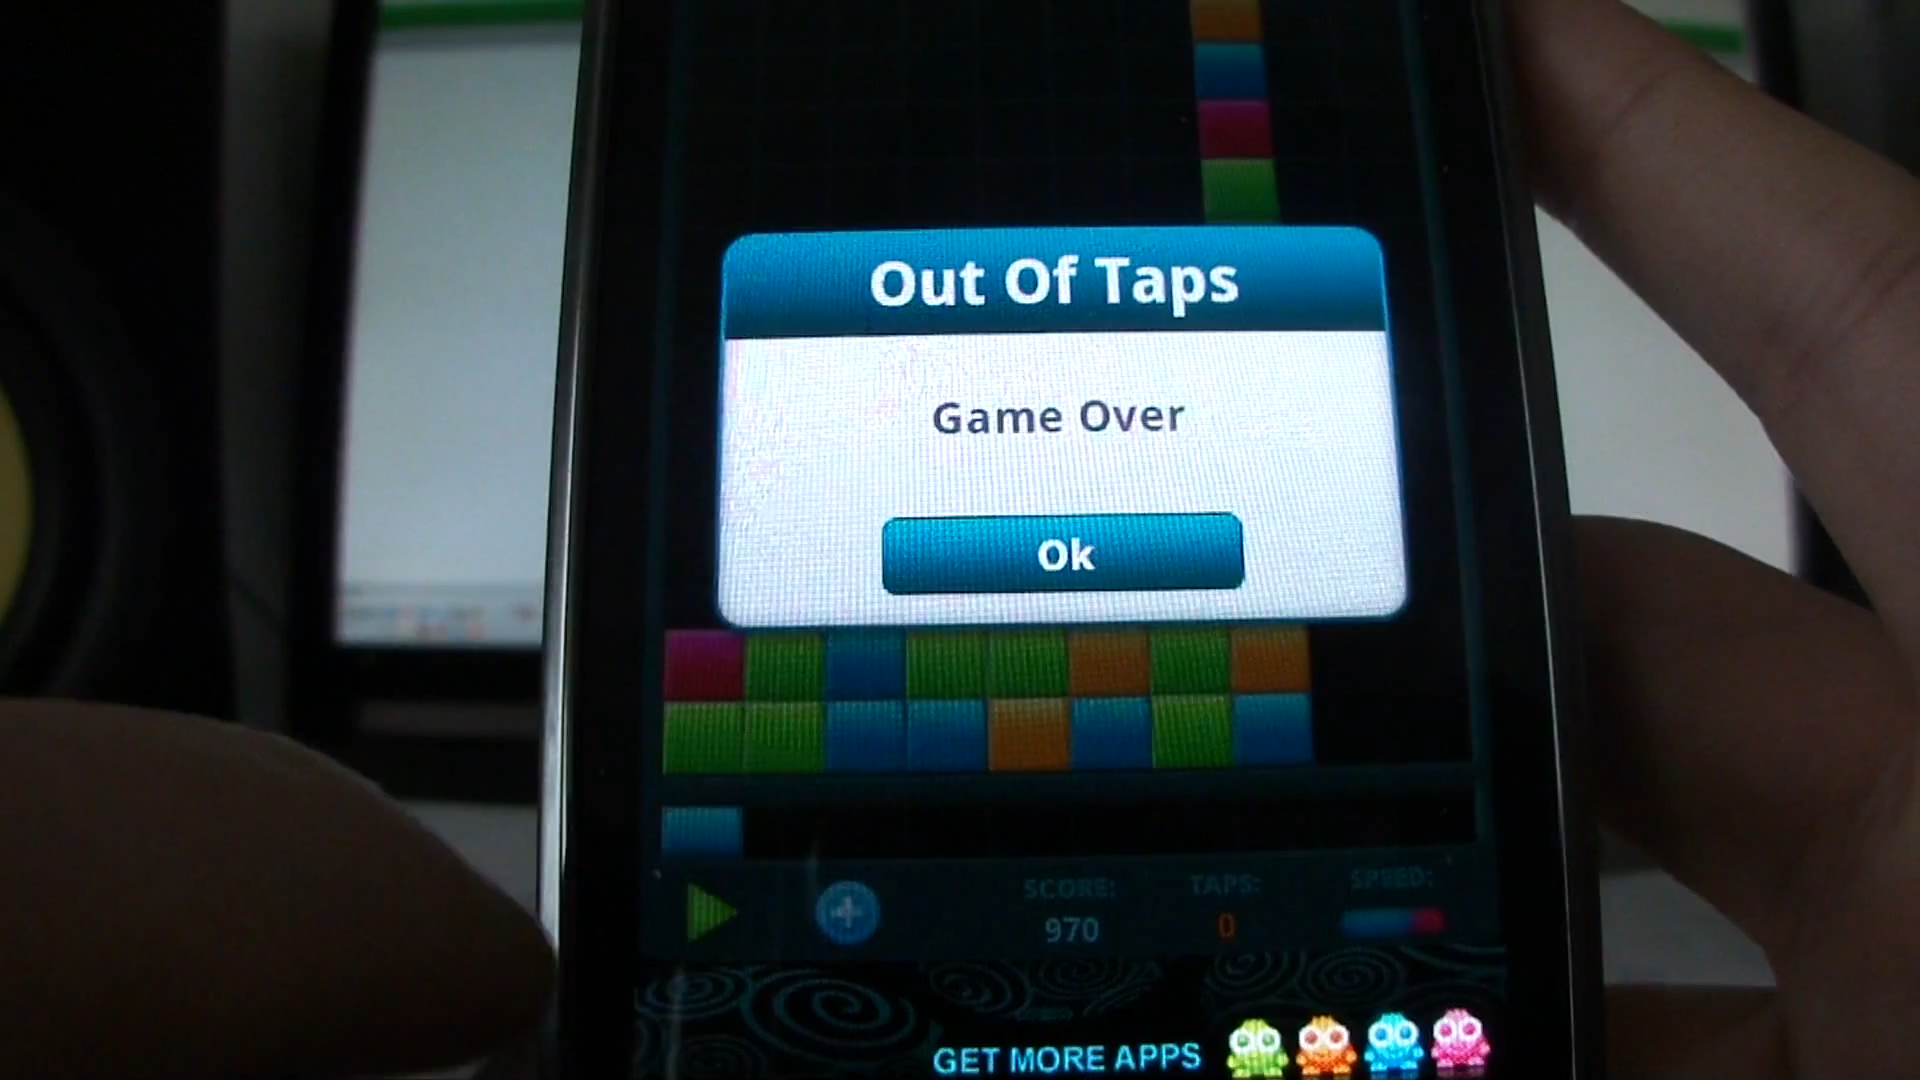 Out Of Taps
Game Over
Ok
SCORE: TAPS: SPEED:
970 0
GET MORE APPS